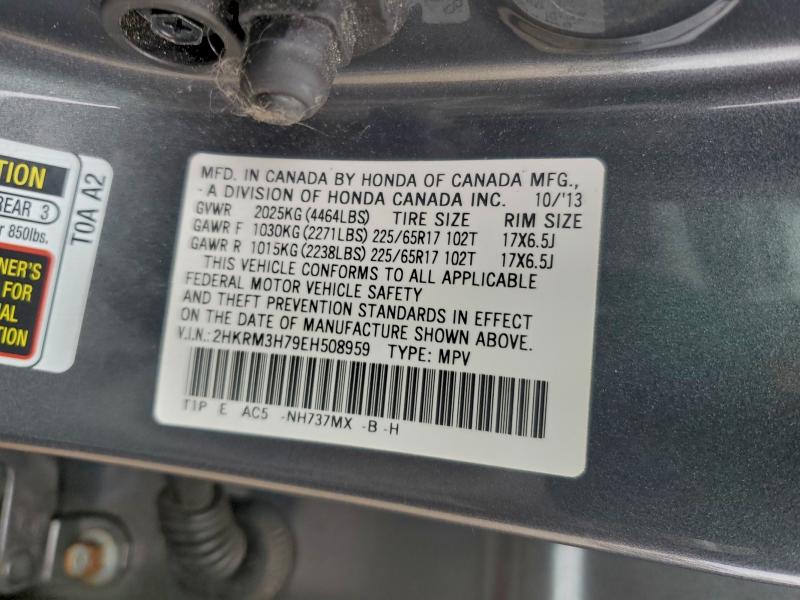 TION
REAR 3
r 850lbs.
NER'S
FOR
AL
TION
T0A A2
MFD. IN CANADA BY HONDA OF CANADA MFG.,
-A DIVISION OF HONDA CANADA INC. 10/'13
GVWR 2025KG (4464LBS) TIRE SIZE RIM SIZE
GAWR F 1030KG (2271LBS) 225/65R17 102T 17X6.5J
GAWR R 1015KG (2238LBS) 225/65R17 102T 17X6.5J
THIS VEHICLE CONFORMS TO ALL APPLICABLE
FEDERAL MOTOR VEHICLE SAFETY
AND THEFT PREVENTION STANDARDS IN EFFECT
ON THE DATE OF MANUFACTURE SHOWN ABOVE.
V.I.N.:2HKRM3H79EH508959 TYPE: MPV
T1P E AC5 -NH737MX -B -H